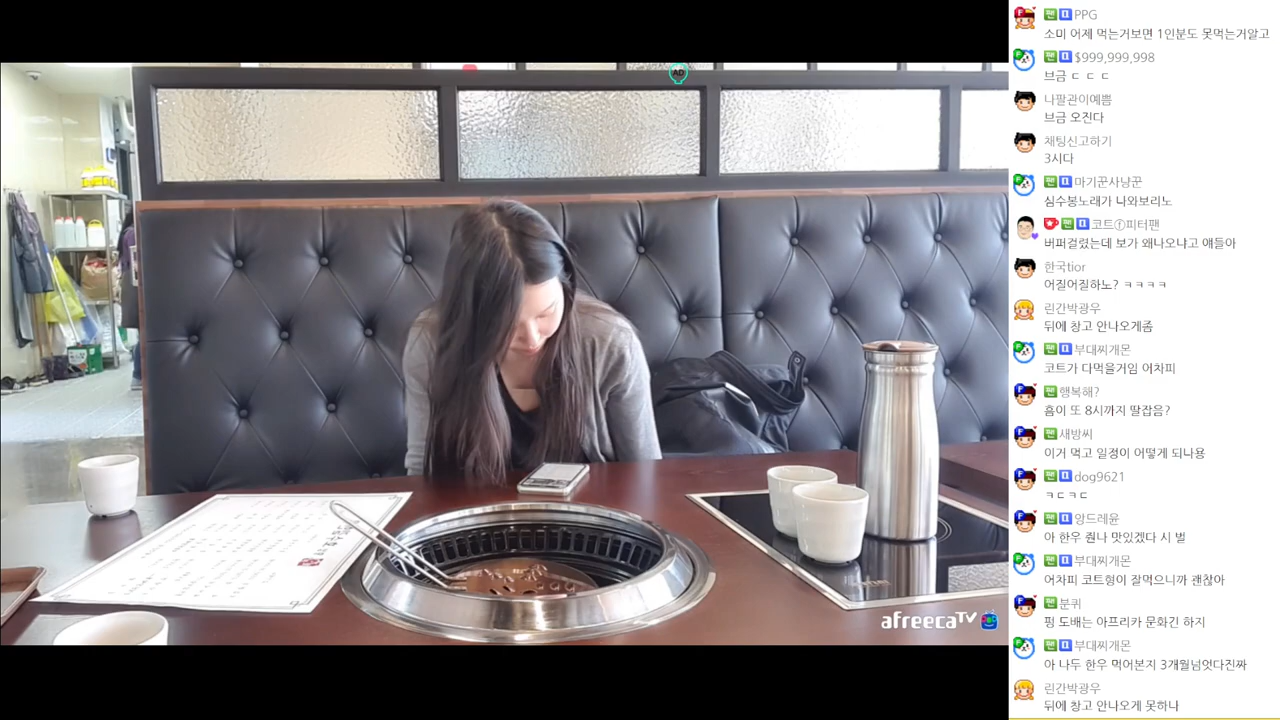 AD
afreecaTV
PPG
소미 어제 먹는거보면 1인분도 못먹는거알고
$999,999,998
브금 ㄷ ㄷ ㄷ
나팔관이예쁨
브금 오진다
채팅신고하기
3시다
마기꾼사냥꾼
심수봉노래가 나와보리노
코트ⓕ피터팬
버퍼걸렸는데 보가 왜나오냐고 얘들아
한국tior
어질어질하노? ㅋㅋㅋㅋ
린간박광우
뒤에 창고 안나오게좀
부대찌개몬
코트가 다먹을거임 어차피
행복해?
흠이 또 8시까지 딸잡음?
새방씨
이거 먹고 일정이 어떻게 되나용
dog9621
ㅋㄷㅋㄷ
앙드레윤
아 한우 줜나 맛있겠다 시 벌
부대찌개몬
어차피 코트형이 잘먹으니까 괜찮아
분퀴
펑 도배는 아프리카 문화긴 하지
부대찌개몬
아 나두 한우 먹어본지 3개월넘엇다진짜
린간박광우
뒤에 창고 안나오게 못하나